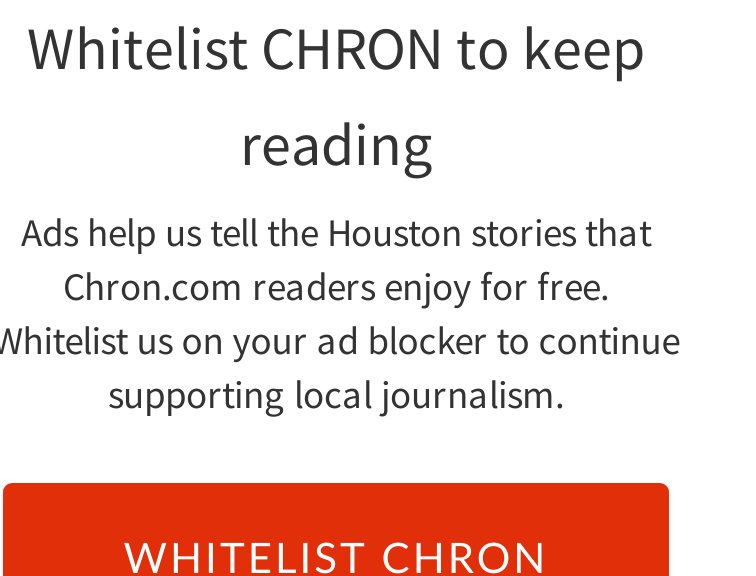 Whitelist CHRON to keep
reading
Ads help us tell the Houston stories that
Chron.com readers enjoy for free.
Whitelist us on your ad blocker to continue
supporting local journalism.
WHITELIST CHRON